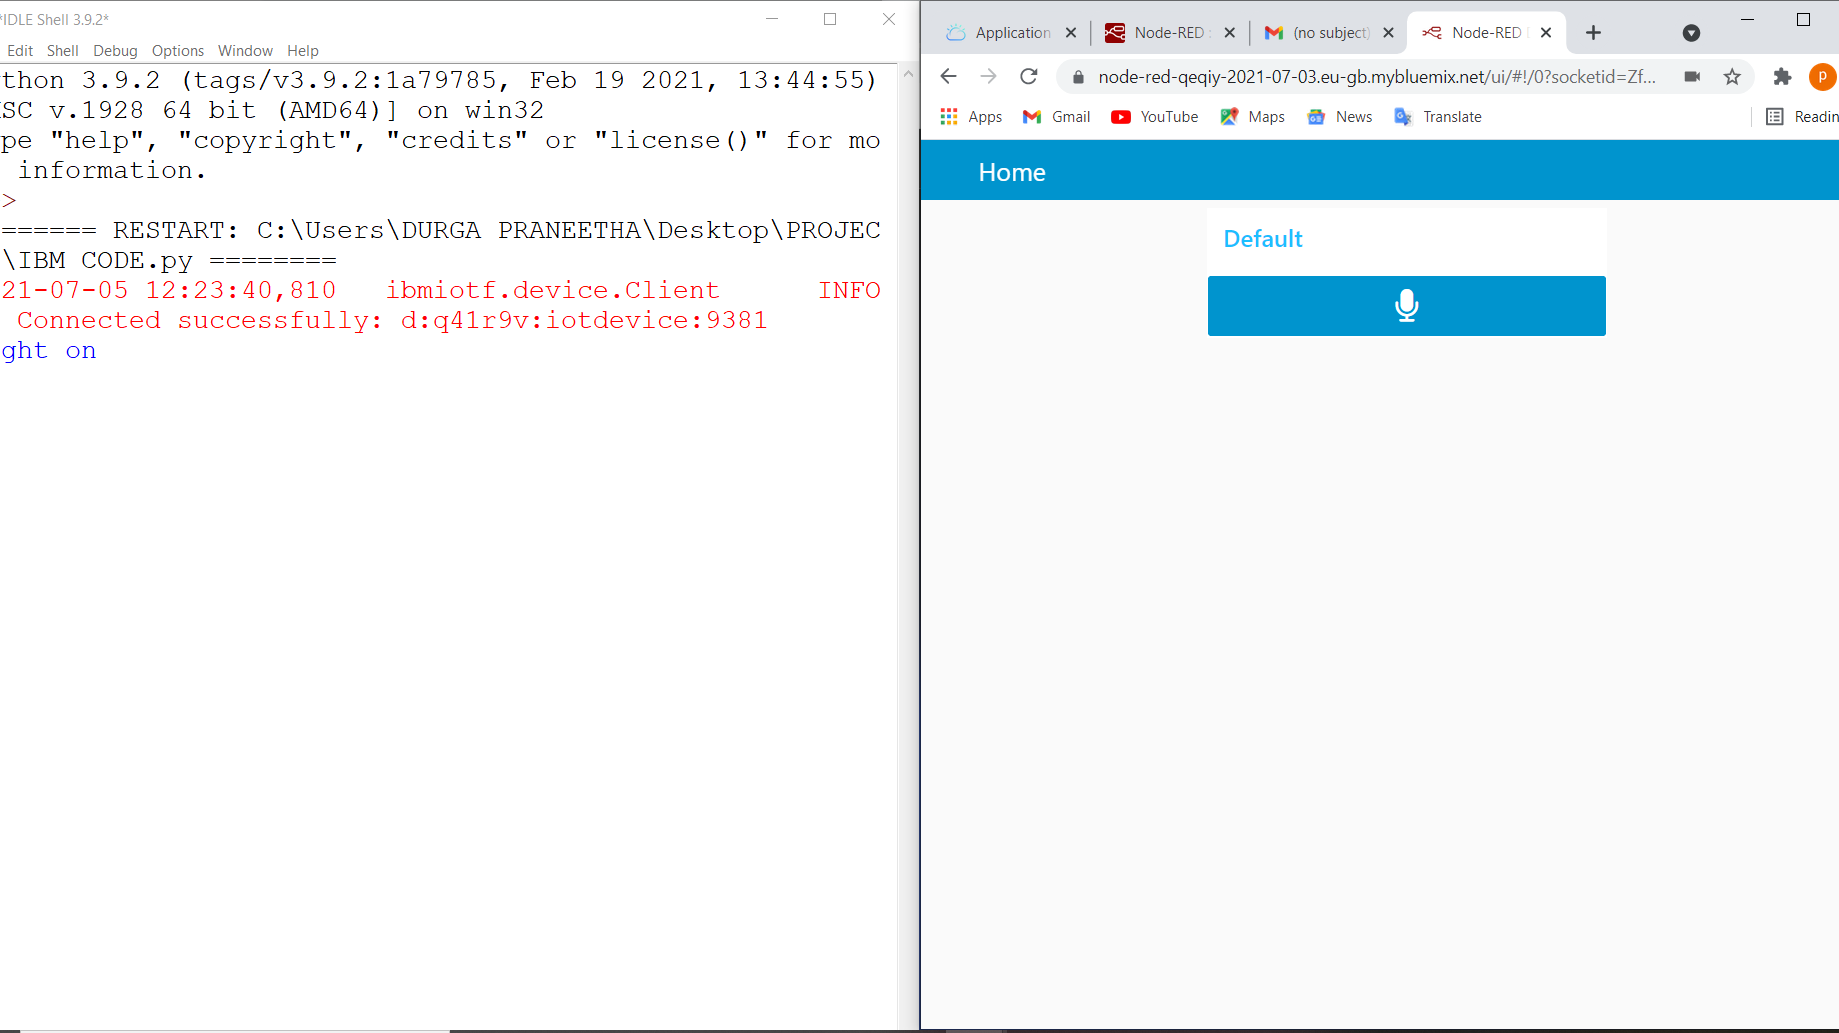 *IDLE Shell 3.9.2*
Edit Shell Debug Options Window Help
thon 3.9.2 (tags/v3.9.2:1a79785, Feb 19 2021, 13:44:55)
SC v.1928 64 bit (AMD64)] on win32
pe "help", "copyright", "credits" or "license()" for mo
information.
>
====== RESTART: C:\Users\DURGA PRANEETHA\Desktop\PROJEC
\IBM CODE.py ========
21-07-05 12:23:40,810 ibmiotf.device.Client INFO
Connected successfully: d:q41r9v:iotdevice:9381
ght on
Application
Node-RED :
(no subject)
Node-RED
node-red-qeqiy-2021-07-03.eu-gb.mybluemix.net/ui/#!/0?socketid=Zf...
p
Apps Gmail YouTube Maps News Translate Readin
Home
Default